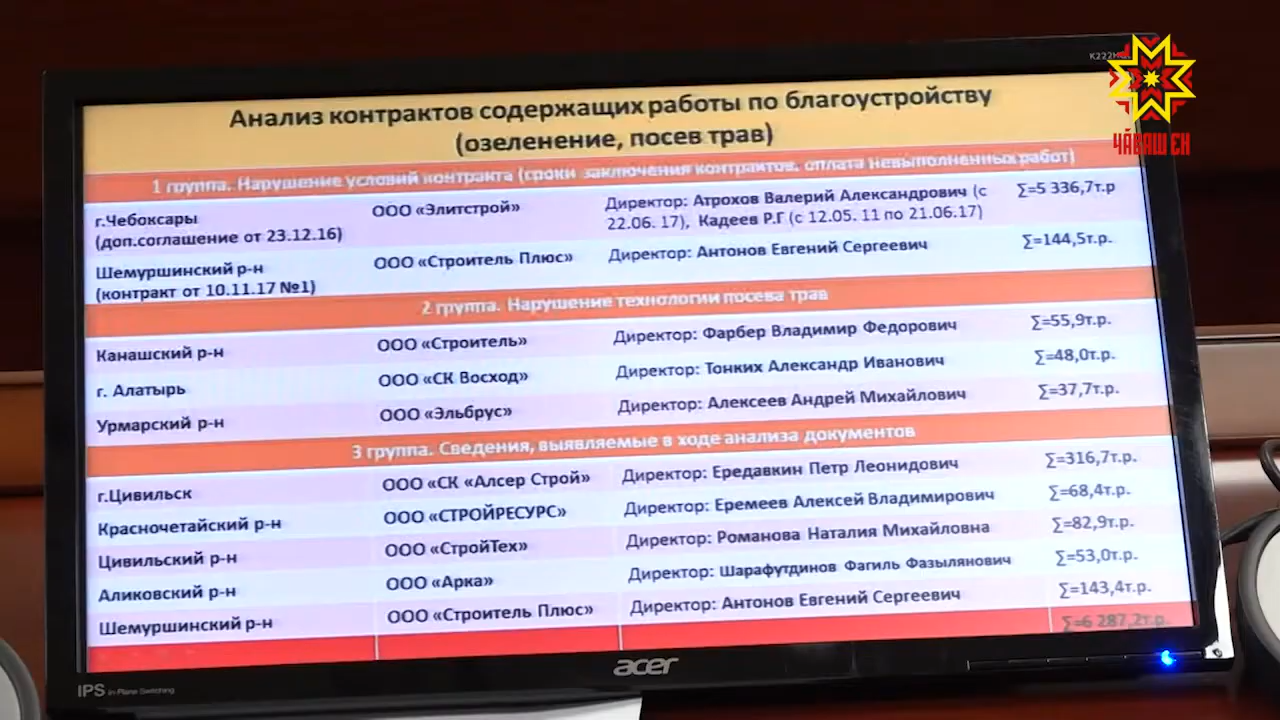 K222H
ЧӐВАШ ЕН
Анализ контрактов содержащих работы по благоустройству
(озеленение, посев трав)
1 группа. Нарушение условий контракта (сроки заключения контрактов, оплата невыполненных работ)
г.Чебоксары
(доп.соглашение от 23.12.16)
ООО «Элитстрой»
Директор: Атрохов Валерий Александрович (с
22.06. 17), Кадеев Р.Г (с 12.05. 11 по 21.06.17)
∑=5 336,7т.р
Шемуршинский р-н
(контракт от 10.11.17 №1)
ООО «Строитель Плюс»
Директор: Антонов Евгений Сергеевич
∑=144,5т.р.
2 группа. Нарушение технологии посева трав
Канашский р-н ООО «Строитель» Директор: Фарбер Владимир Федорович ∑=55,9т.р.
г. Алатырь ООО «СК Восход» Директор: Тонких Александр Иванович ∑=48,0т.р.
Урмарский р-н ООО «Эльбрус» Директор: Алексеев Андрей Михайлович ∑=37,7т.р.
3 группа. Сведения, выявляемые в ходе анализа документов
г.Цивильск ООО «СК «Алсер Строй» Директор: Ередавкин Петр Леонидович ∑=316,7т.р.
Красночетайский р-н ООО «СТРОЙРЕСУРС» Директор: Еремеев Алексей Владимирович ∑=68,4т.р.
Цивильский р-н ООО «СтройТех» Директор: Романова Наталия Михайловна ∑=82,9т.р.
Аликовский р-н ООО «Арка» Директор: Шарафутдинов Фагиль Фазылянович ∑=53,0т.р.
Шемуршинский р-н ООО «Строитель Плюс» Директор: Антонов Евгений Сергеевич ∑=143,4т.р.
∑=6 287,2т.р.
acer
IPS In-Plane Switching